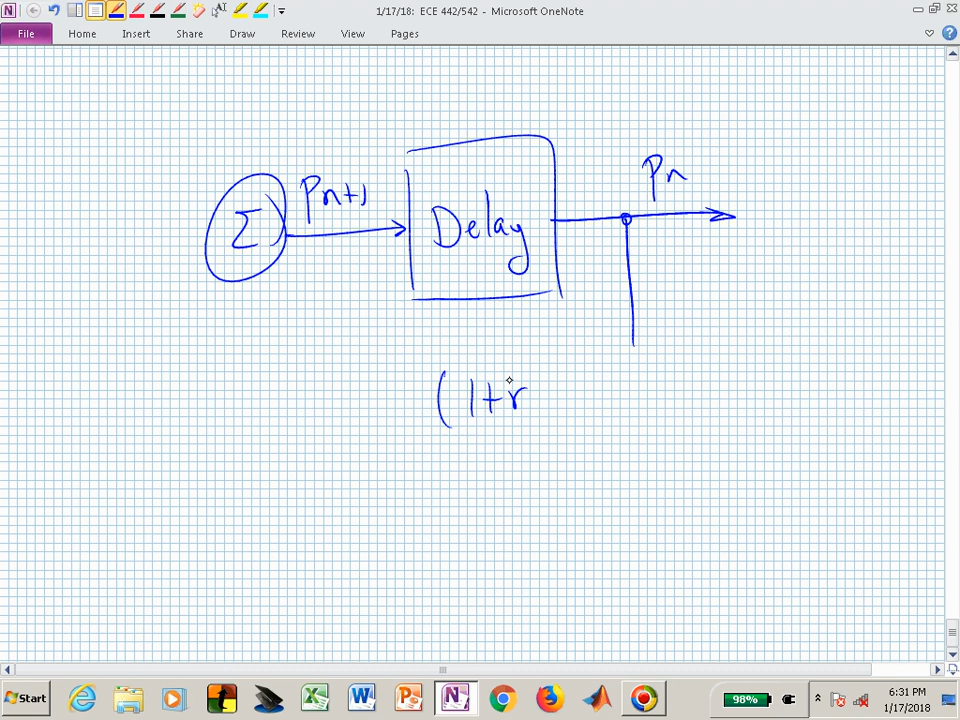 1/17/18: ECE 442/542 - Microsoft OneNote
File Home Insert Share Draw Review View Pages
Pn+1
Pn
Σ
Delay
(1+r
98%
Start
6:31 PM
1/17/2018